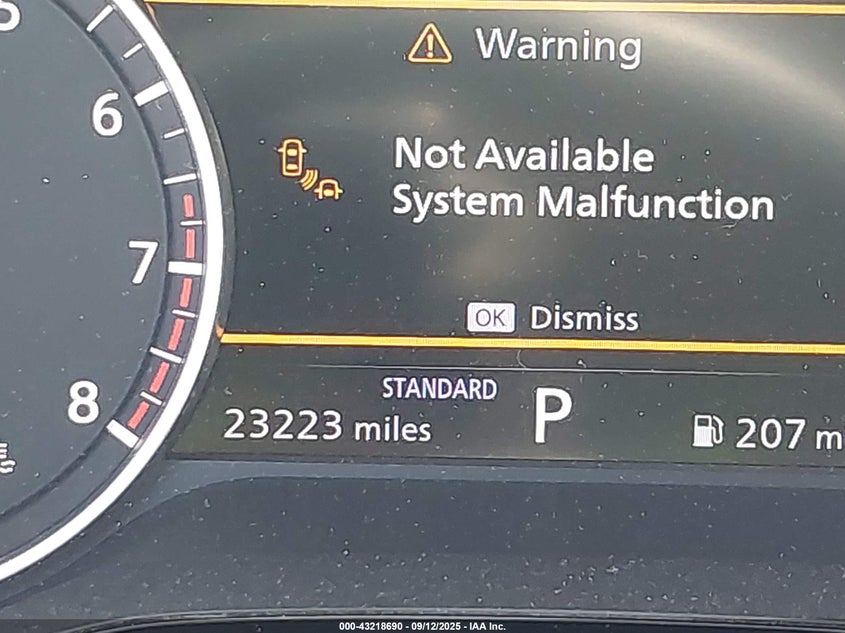 Warning
6
Not Available
System Malfunction
7
OK Dismiss
8
STANDARD
23223 miles
P
207 m
000-43218690 - 09/12/2025 - IAA Inc.